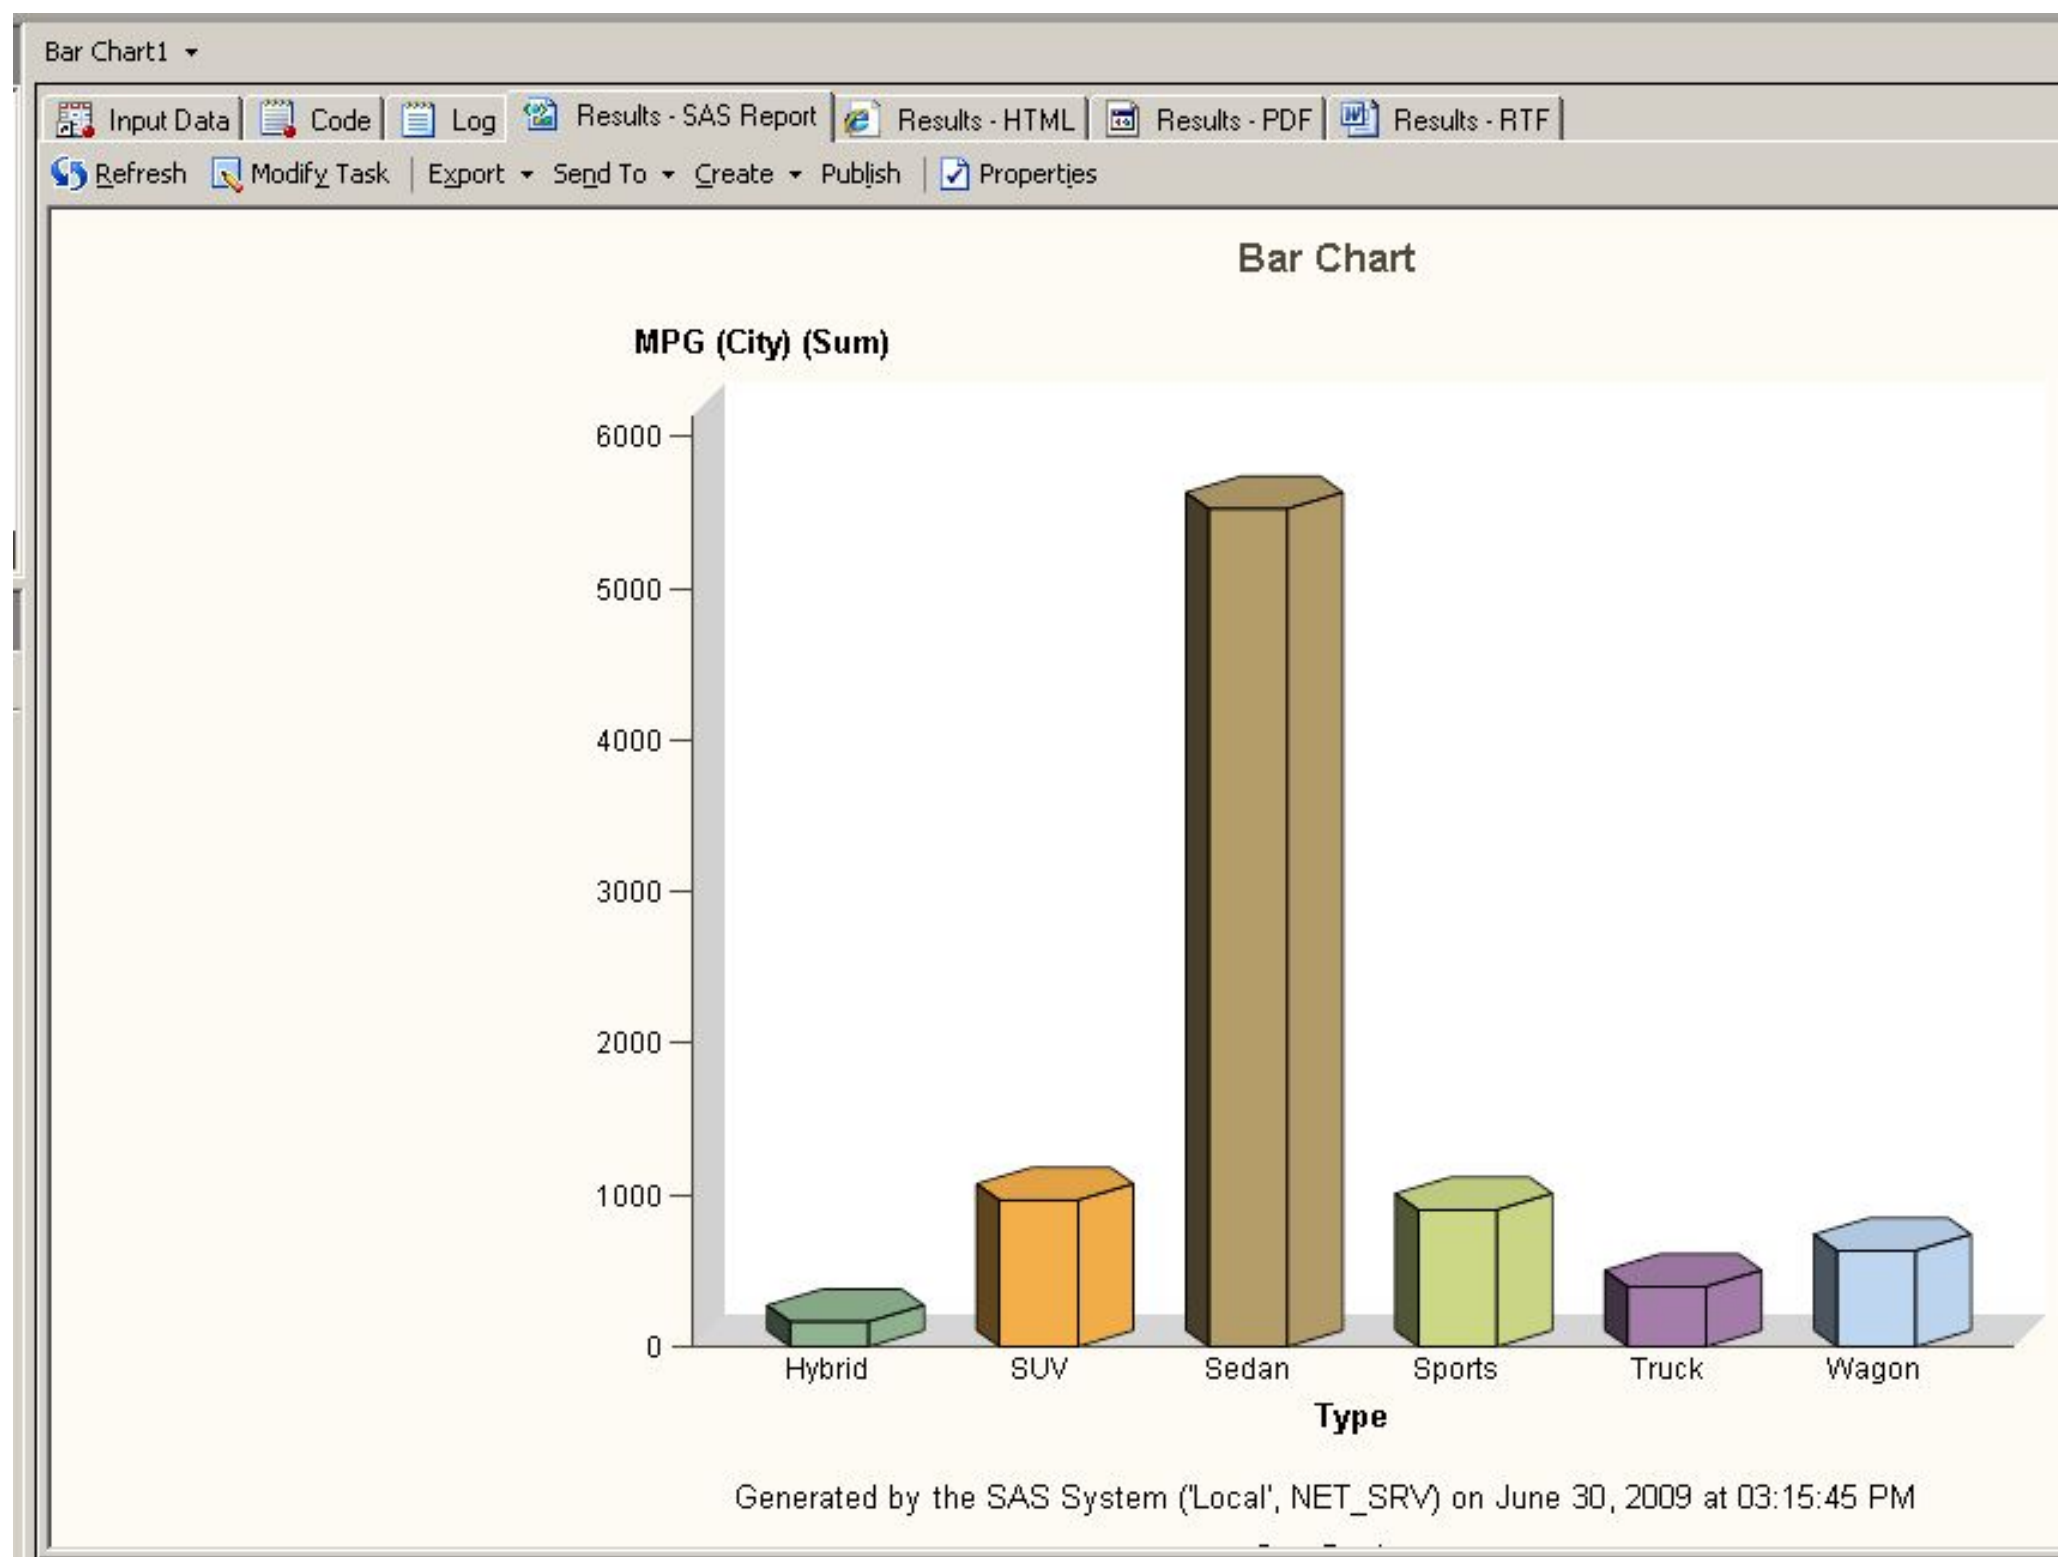 Bar Chart1
Input Data Code Log Results - SAS Report Results - HTML Results - PDF Results - RTF
Refresh Modify Task Export Send To Create Publish Properties
Bar Chart
MPG (City) (Sum)
6000
5000
4000
3000
2000
1000
0
Hybrid SUV Sedan Sports Truck Wagon
Type
Generated by the SAS System ('Local', NET_SRV) on June 30, 2009 at 03:15:45 PM